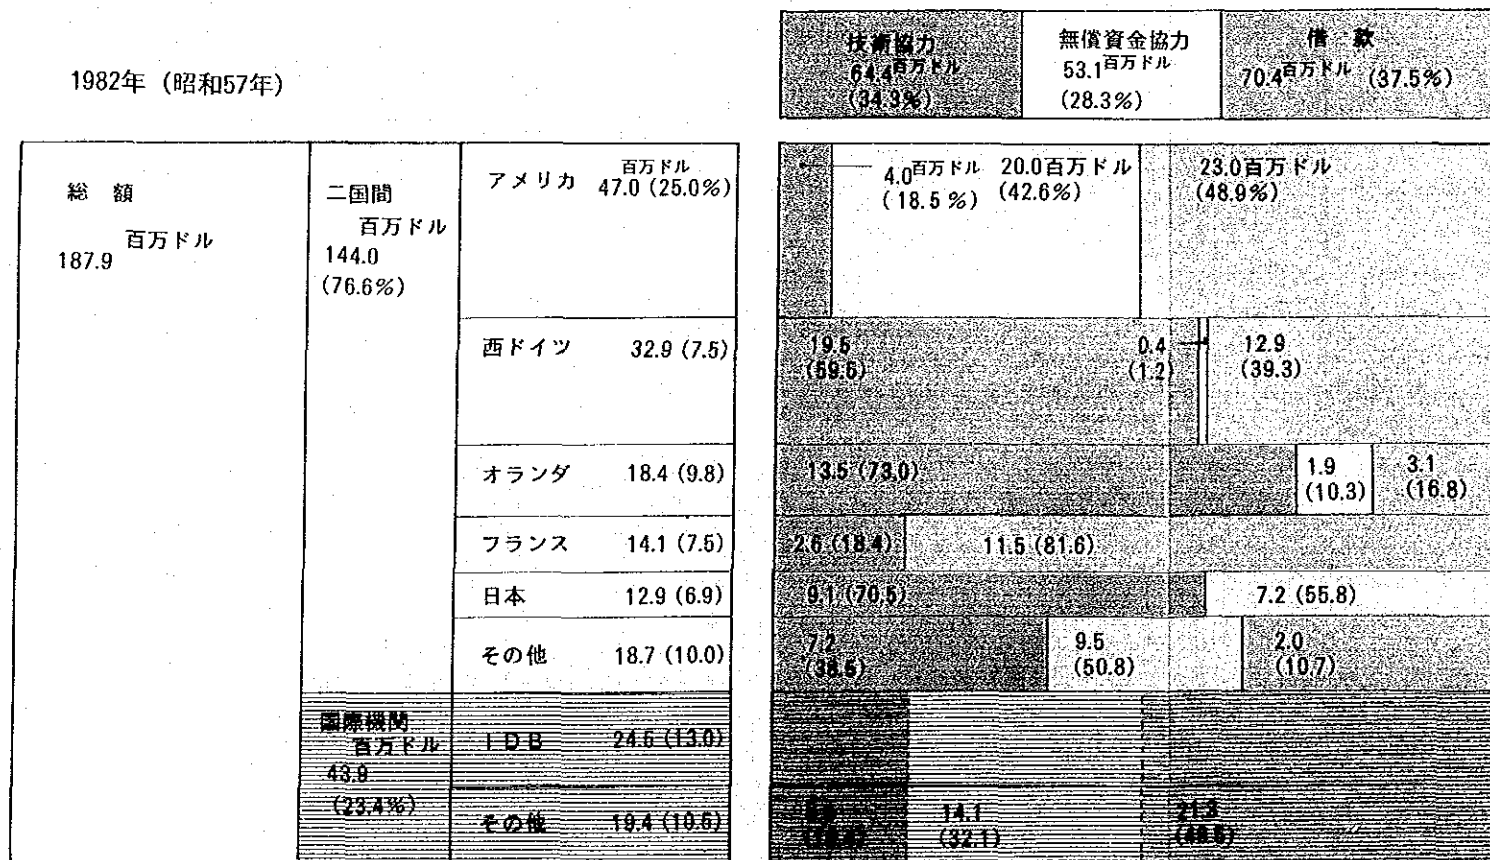 1982年 (昭和57年)
技術協力
64.4百万ドル
(34.3%)
無償資金協力
53.1百万ドル
(28.3%)
借 款
70.4百万ドル (37.5%)
総 額
百万ドル
187.9
二国間
百万ドル
144.0
(76.6%)
アメリカ 百万ドル
47.0 (25.0%)
4.0百万ドル
(18.5%)
20.0百万ドル
(42.6%)
23.0百万ドル
(48.9%)
西ドイツ 32.9 (7.5)
19.6
(59.6)
0.4
(1.2)
12.9
(39.3)
オランダ 18.4 (9.8)
13.5 (73.0)
1.9
(10.3)
3.1
(16.8)
フランス 14.1 (7.5)
2.6 (18.4)
11.5 (81.6)
日本 12.9 (6.9)
9.1 (70.5)
7.2 (55.8)
その他 18.7 (10.0)
7.2
(38.5)
9.5
(50.8)
2.0
(10.7)
国際機関
百万ドル
43.9
(23.4%)
IDB 24.5 (13.0)
その他 19.4 (10.6)
14.1
(32.1)
21.3